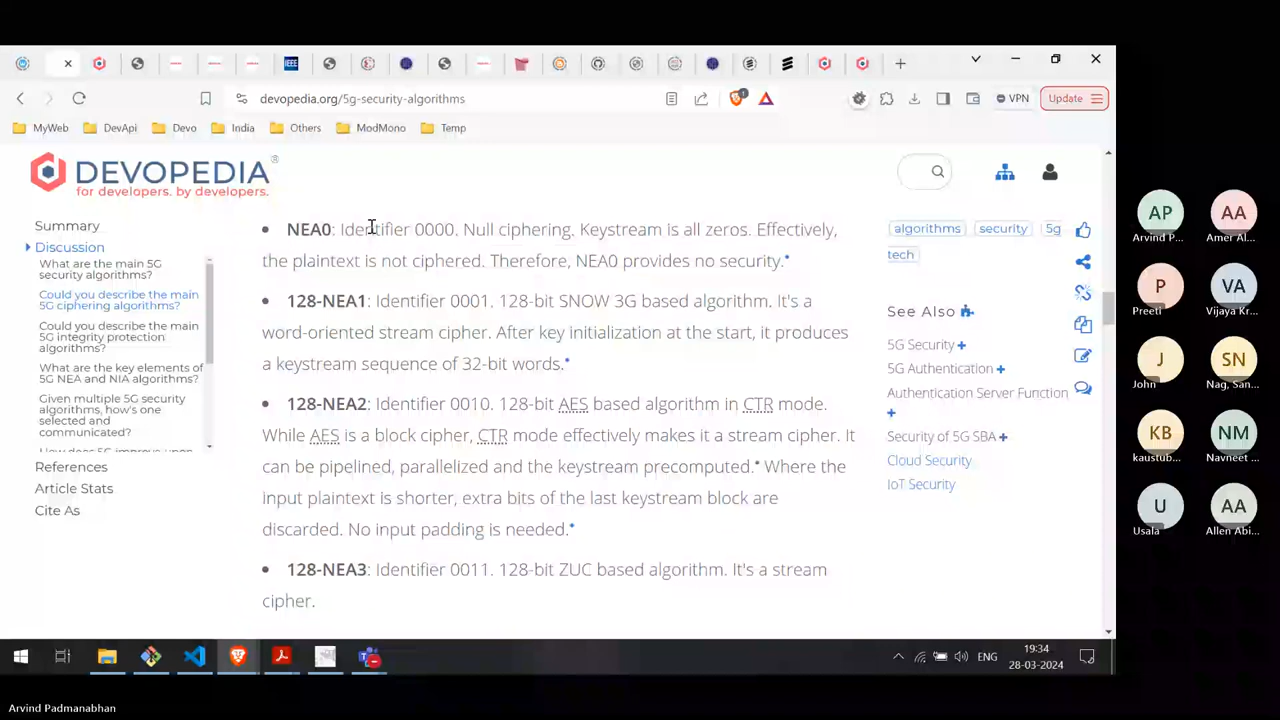 devopedia.org/5g-security-algorithms
1
VPN
Update
MyWeb
DevApi
Devo
India
Others
ModMono
Temp
DEVOPEDIA®
for developers. by developers.
Summary
Discussion
What are the main 5G
security algorithms?
Could you describe the main
5G ciphering algorithms?
Could you describe the main
5G integrity protection
algorithms?
What are the key elements of
5G NEA and NIA algorithms?
Given multiple 5G security
algorithms, how's one
selected and
communicated?
How does 5G improve upon
References
Article Stats
Cite As
• NEA0: Identifier 0000. Null ciphering. Keystream is all zeros. Effectively,
the plaintext is not ciphered. Therefore, NEA0 provides no security.•
• 128-NEA1: Identifier 0001. 128-bit SNOW 3G based algorithm. It's a
word-oriented stream cipher. After key initialization at the start, it produces
a keystream sequence of 32-bit words.•
• 128-NEA2: Identifier 0010. 128-bit AES based algorithm in CTR mode.
While AES is a block cipher, CTR mode effectively makes it a stream cipher. It
can be pipelined, parallelized and the keystream precomputed.• Where the
input plaintext is shorter, extra bits of the last keystream block are
discarded. No input padding is needed.•
• 128-NEA3: Identifier 0011. 128-bit ZUC based algorithm. It's a stream
cipher.
algorithms
security
5g
tech
See Also
5G Security +
5G Authentication +
Authentication Server Function
+
Security of 5G SBA +
Cloud Security
IoT Security
AP
Arvind P...
AA
Amer Al...
P
Preeti
VA
Vijaya Kr...
J
John
SN
Nag, San...
KB
kaustub...
NM
Navneet ...
U
Usala
AA
Allen Abi...
ENG
19:34
28-03-2024
Arvind Padmanabhan